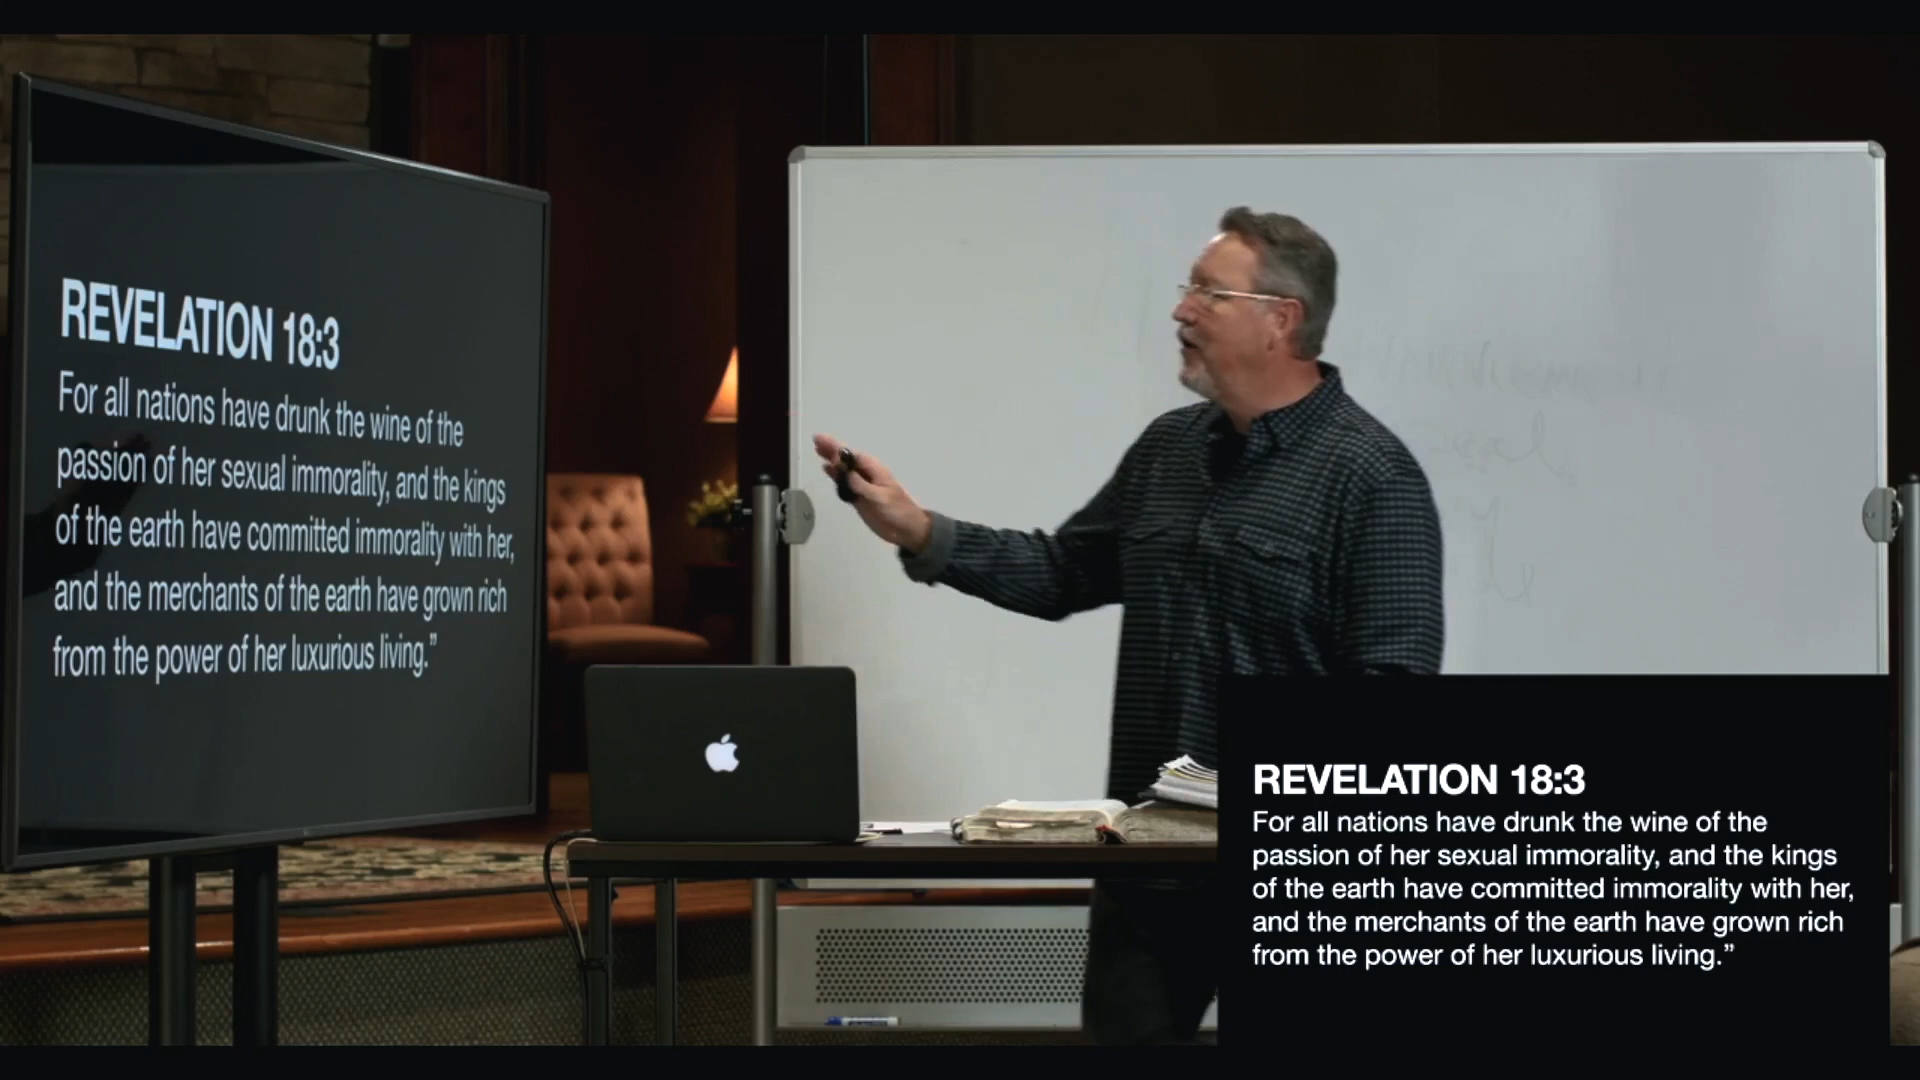 REVELATION 18:3
For all nations have drunk the wine of the
passion of her sexual immorality, and the kings
of the earth have committed immorality with her,
and the merchants of the earth have grown rich
from the power of her luxurious living.”
REVELATION 18:3
For all nations have drunk the wine of the
passion of her sexual immorality, and the kings
of the earth have committed immorality with her,
and the merchants of the earth have grown rich
from the power of her luxurious living.”